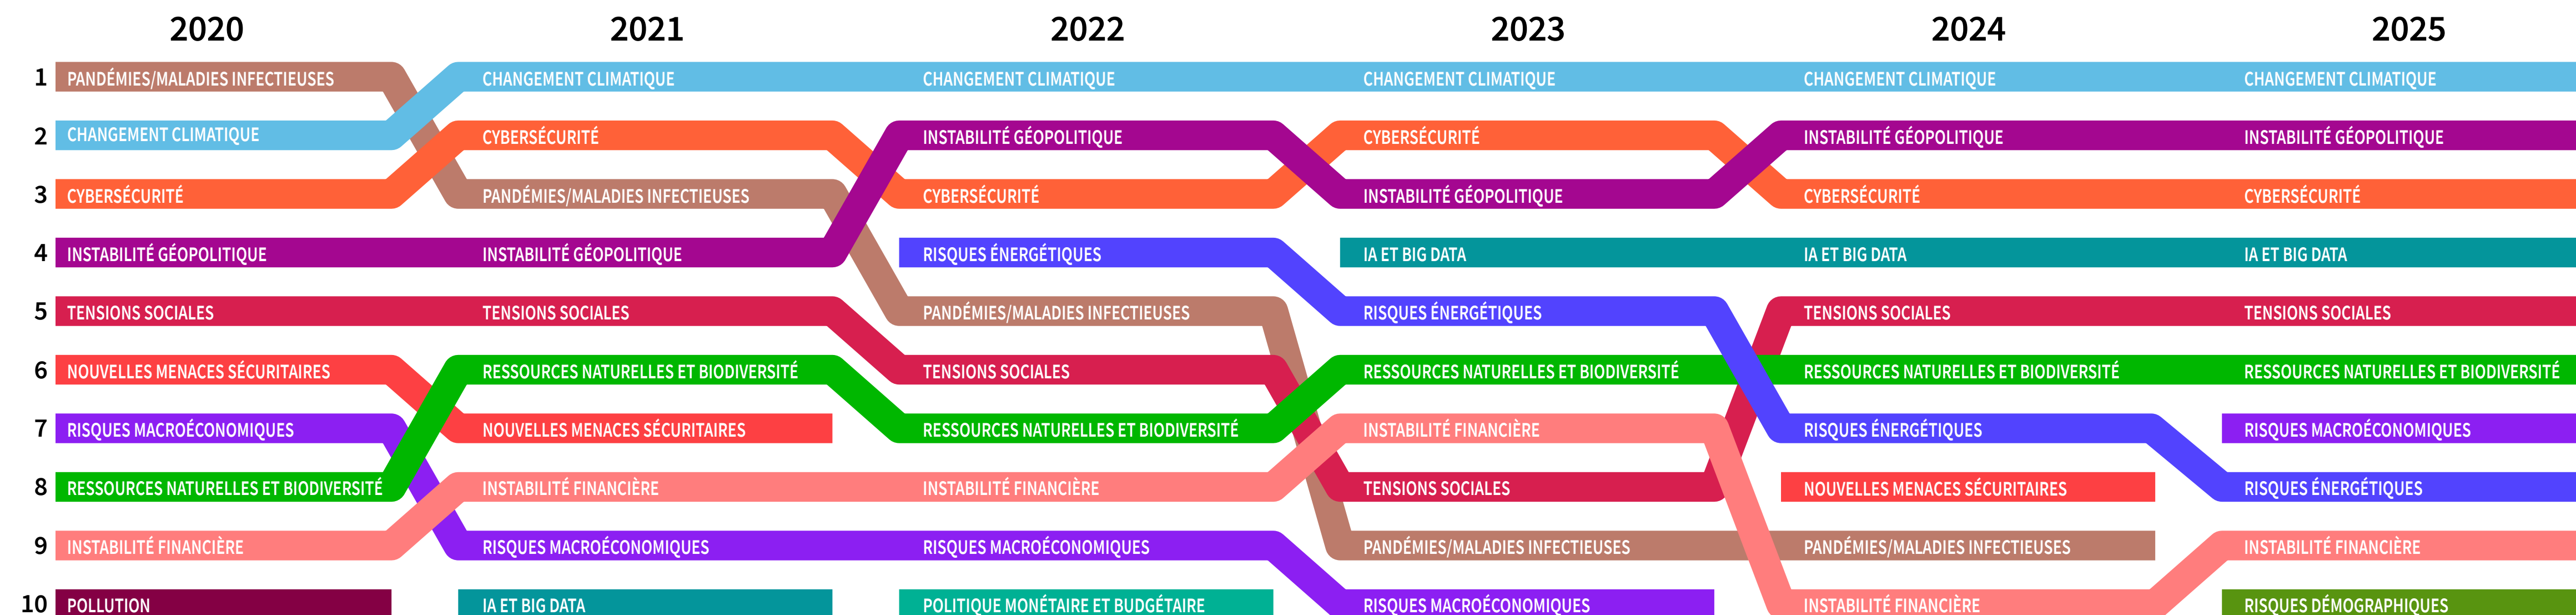 2020 2021 2022 2023 2024 2025
1 PANDÉMIES/MALADIES INFECTIEUSES CHANGEMENT CLIMATIQUE CHANGEMENT CLIMATIQUE CHANGEMENT CLIMATIQUE CHANGEMENT CLIMATIQUE CHANGEMENT CLIMATIQUE
2 CHANGEMENT CLIMATIQUE CYBERSÉCURITÉ INSTABILITÉ GÉOPOLITIQUE CYBERSÉCURITÉ INSTABILITÉ GÉOPOLITIQUE INSTABILITÉ GÉOPOLITIQUE
3 CYBERSÉCURITÉ PANDÉMIES/MALADIES INFECTIEUSES CYBERSÉCURITÉ INSTABILITÉ GÉOPOLITIQUE CYBERSÉCURITÉ CYBERSÉCURITÉ
4 INSTABILITÉ GÉOPOLITIQUE INSTABILITÉ GÉOPOLITIQUE RISQUES ÉNERGÉTIQUES IA ET BIG DATA IA ET BIG DATA IA ET BIG DATA
5 TENSIONS SOCIALES TENSIONS SOCIALES PANDÉMIES/MALADIES INFECTIEUSES RISQUES ÉNERGÉTIQUES TENSIONS SOCIALES TENSIONS SOCIALES
6 NOUVELLES MENACES SÉCURITAIRES RESSOURCES NATURELLES ET BIODIVERSITÉ TENSIONS SOCIALES RESSOURCES NATURELLES ET BIODIVERSITÉ RESSOURCES NATURELLES ET BIODIVERSITÉ RESSOURCES NATURELLES ET BIODIVERSITÉ
7 RISQUES MACROÉCONOMIQUES NOUVELLES MENACES SÉCURITAIRES RESSOURCES NATURELLES ET BIODIVERSITÉ INSTABILITÉ FINANCIÈRE RISQUES ÉNERGÉTIQUES RISQUES MACROÉCONOMIQUES
8 RESSOURCES NATURELLES ET BIODIVERSITÉ INSTABILITÉ FINANCIÈRE INSTABILITÉ FINANCIÈRE TENSIONS SOCIALES NOUVELLES MENACES SÉCURITAIRES RISQUES ÉNERGÉTIQUES
9 INSTABILITÉ FINANCIÈRE RISQUES MACROÉCONOMIQUES RISQUES MACROÉCONOMIQUES PANDÉMIES/MALADIES INFECTIEUSES PANDÉMIES/MALADIES INFECTIEUSES INSTABILITÉ FINANCIÈRE
10 POLLUTION IA ET BIG DATA POLITIQUE MONÉTAIRE ET BUDGÉTAIRE RISQUES MACROÉCONOMIQUES INSTABILITÉ FINANCIÈRE RISQUES DÉMOGRAPHIQUES